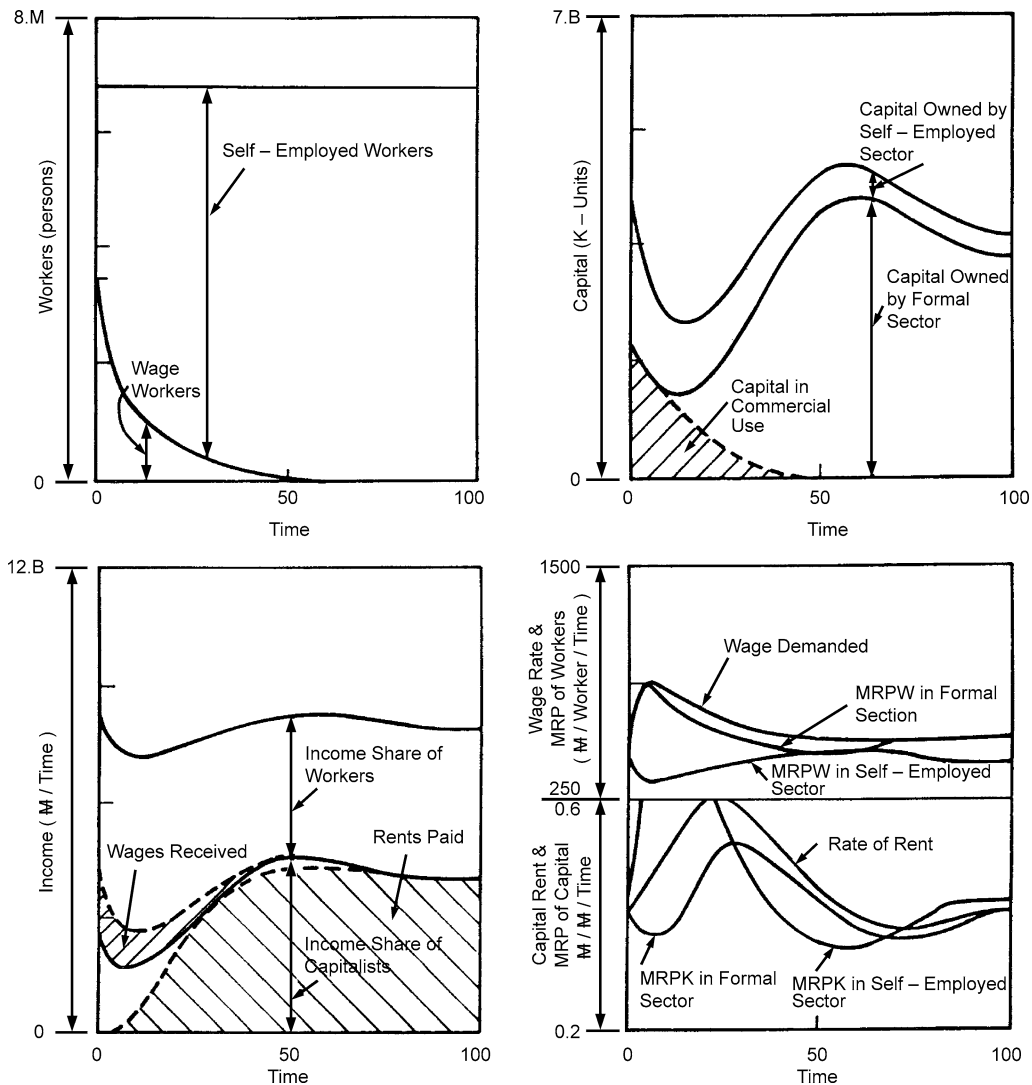 8.M
Workers (persons)
Self – Employed Workers
Wage
Workers
0
0
50
100
Time
7.B
Capital (K – Units)
Capital Owned by
Self – Employed
Sector
Capital Owned
by Formal
Sector
Capital in
Commercial
Use
0
0
50
100
Time
12.B
Income ( M / Time )
Income Share of
Workers
Wages Received
Rents Paid
Income Share of
Capitalists
0
0
50
100
Time
1500
Wage Rate &
MRP of Workers
( M / Worker / Time )
Wage Demanded
MRPW in Formal
Section
MRPW in Self – Employed
Sector
250
0.6
Capital Rent &
MRP of Capital
M / M / Time
Rate of Rent
MRPK in Formal
Sector
MRPK in Self – Employed
Sector
0.2
0
50
100
Time